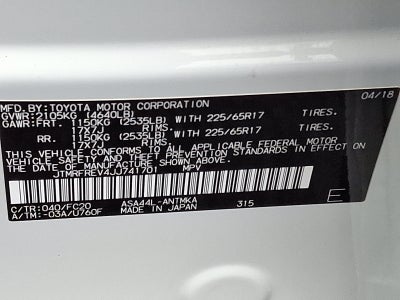 04/18
MFD.BY:TOYOTA MOTOR CORPORATION
GVWR:2105KG (4640LB)
GAWR:FRT. 1150KG (2535LB) WITH 225/65R17 TIRES.
17X7J RIMS.
RR. 1150KG (2535LB) WITH 225/65R17 TIRES.
17X7J RIMS.
THIS VEHICLE CONFORMS TO ALL APPLICABLE FEDERAL MOTOR
VEHICLE SAFETY STANDARDS IN EFFECT ON
THE DATE OF MANUFACTURE SHOWN ABOVE.
JTMRFREV4JJ741701 MPV
C/TR:040/FC20 ASA44L-ANTMKA 315 E
A/TM:-03A/U760F MADE IN JAPAN